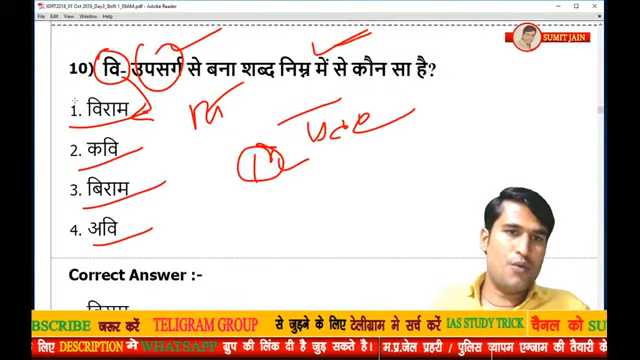 JDRT2018_01 Oct 2018_Day3_Shift 1_09AAA.pdf - Adobe Reader
File Edit View Window Help
SUMIT JAIN
10) वि- उपसर्ग से बना शब्द निम्न में से कौन सा है?
1. विराम
2. कवि
3. बिराम
4. अवि
Correct Answer :-
विराम
UBSCRIBE जरूर करें TELIGRAM GROUP से जुड़ने के लिए टेलीग्राम मे सर्च करें IAS STUDY TRICK चैनल को SU
के लिए DESCRIPTION मे WHATSAPP ग्रुप की लिंक दी है जुड़ सकते है। म.प्र.जेल प्रहरी / पुलिस व्यापम एग्जाम की तैयारी के